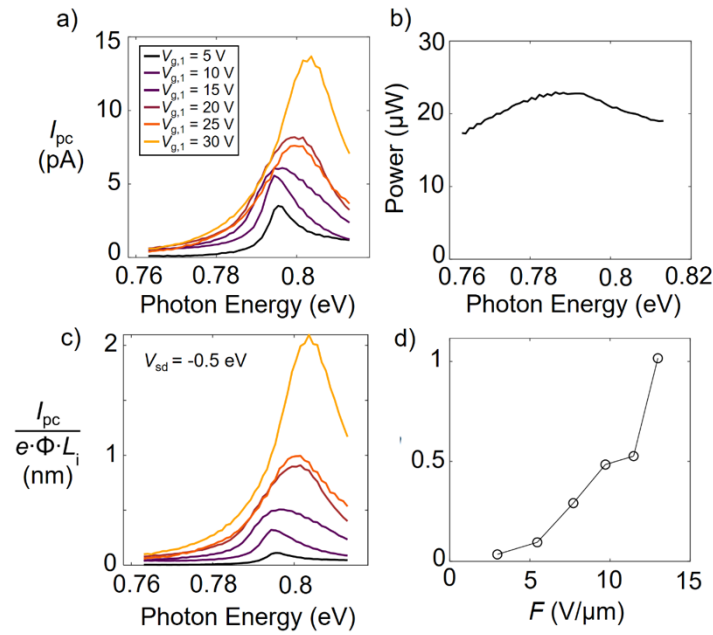 a)
I_pc
(pA)
15
10
5
0
V_g,1 = 5 V
V_g,1 = 10 V
V_g,1 = 15 V
V_g,1 = 20 V
V_g,1 = 25 V
V_g,1 = 30 V
0.76 0.78 0.8
Photon Energy (eV)
b)
Power (µW)
30
20
10
0
0.76 0.78 0.8 0.82
Photon Energy (eV)
c)
I_pc
e·Φ·L_i
(nm)
2
1
0
V_sd = -0.5 eV
0.76 0.78 0.8
Photon Energy (eV)
d)
1
0.5
0
0 5 10 15
F (V/µm)